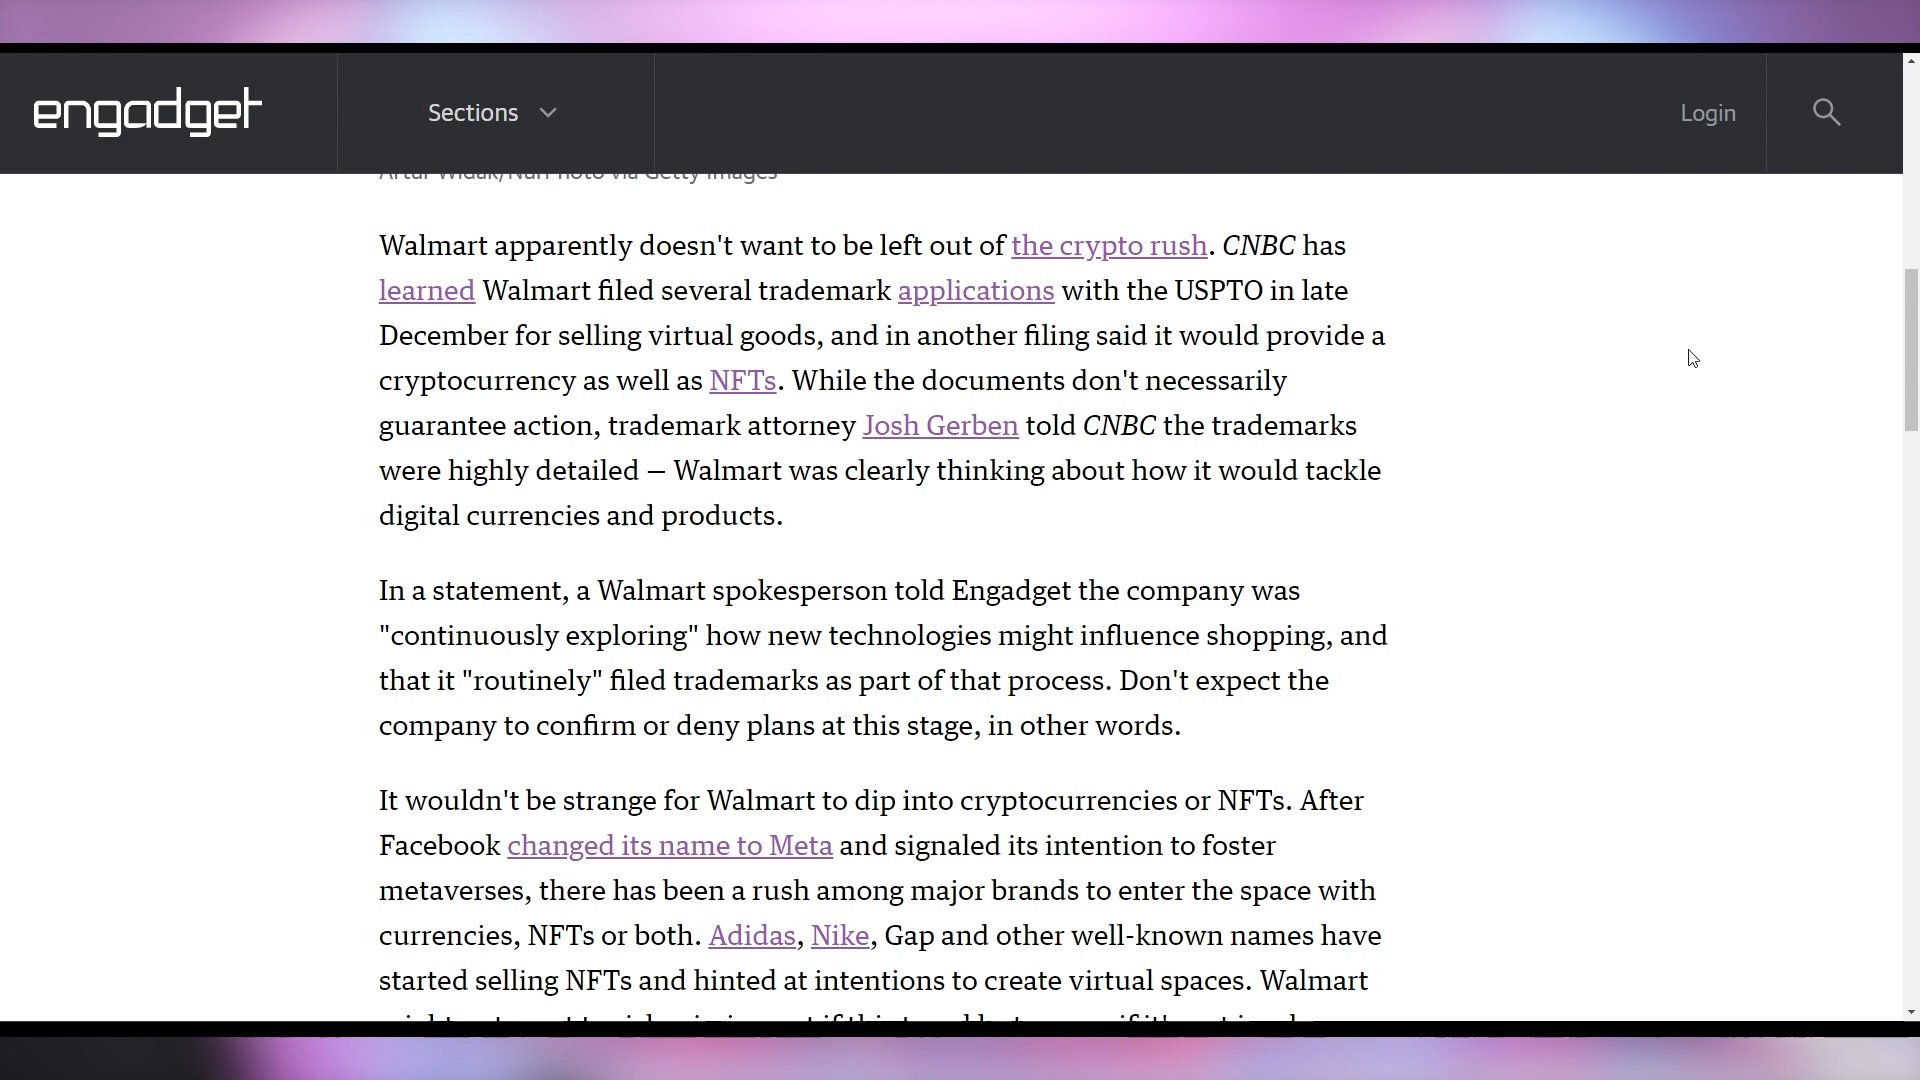 engadget
Sections
Login
Artur Widak/NurPhoto via Getty Images
Walmart apparently doesn't want to be left out of the crypto rush. CNBC has
learned Walmart filed several trademark applications with the USPTO in late
December for selling virtual goods, and in another filing said it would provide a
cryptocurrency as well as NFTs. While the documents don't necessarily
guarantee action, trademark attorney Josh Gerben told CNBC the trademarks
were highly detailed — Walmart was clearly thinking about how it would tackle
digital currencies and products.
In a statement, a Walmart spokesperson told Engadget the company was
"continuously exploring" how new technologies might influence shopping, and
that it "routinely" filed trademarks as part of that process. Don't expect the
company to confirm or deny plans at this stage, in other words.
It wouldn't be strange for Walmart to dip into cryptocurrencies or NFTs. After
Facebook changed its name to Meta and signaled its intention to foster
metaverses, there has been a rush among major brands to enter the space with
currencies, NFTs or both. Adidas, Nike, Gap and other well-known names have
started selling NFTs and hinted at intentions to create virtual spaces. Walmart